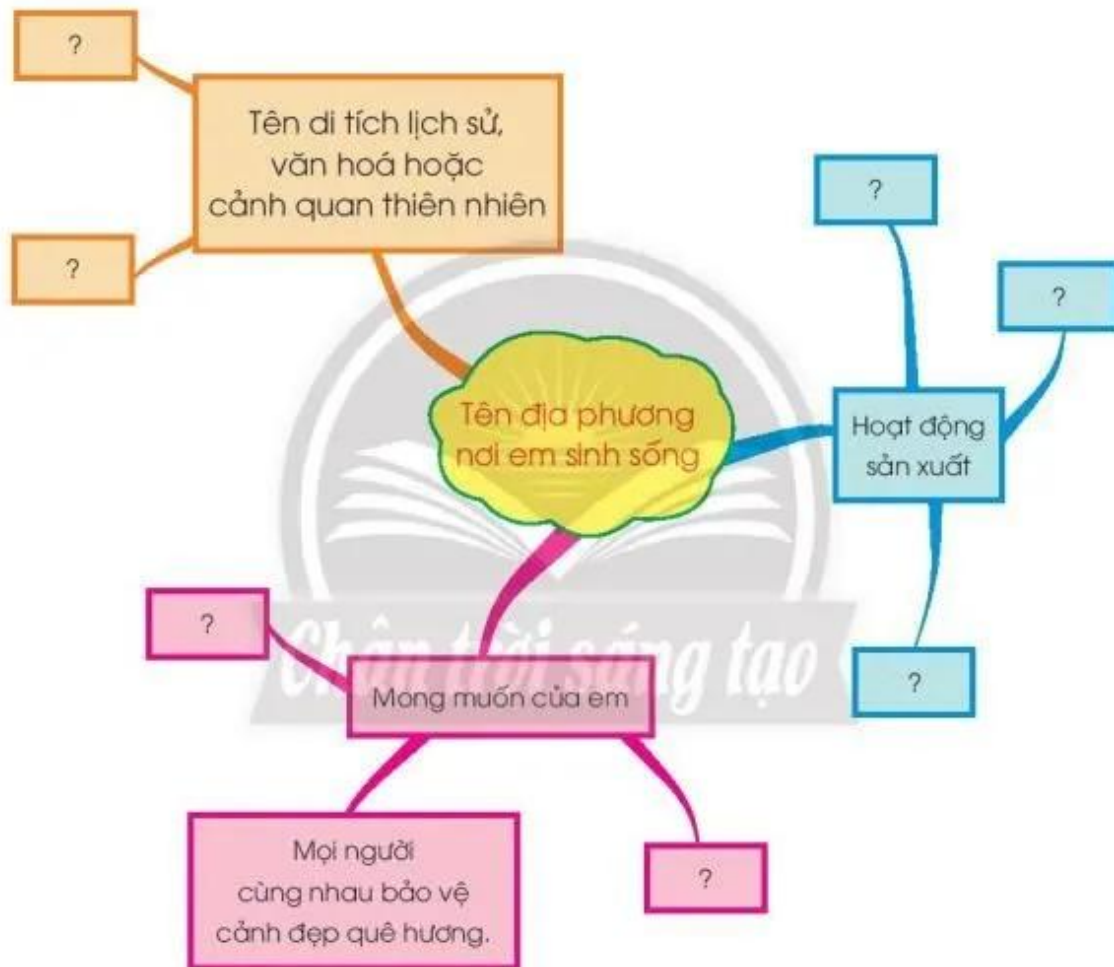 ?
Tên di tích lịch sử,
văn hoá hoặc
cảnh quan thiên nhiên
?
?
?
Tên địa phương
nơi em sinh sống
Hoạt động
sản xuất
?
?
Chân trời sáng tạo
Mong muốn của em
Mọi người
cùng nhau bảo vệ
cảnh đẹp quê hương.
?